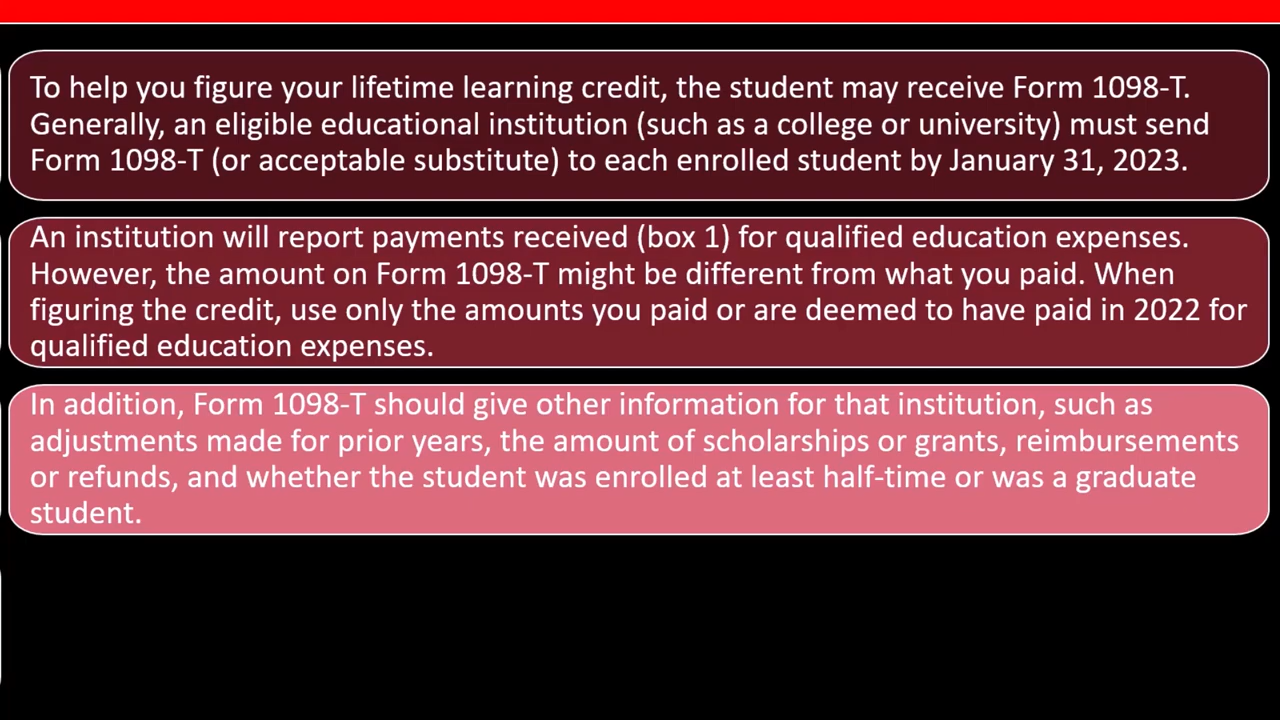 To help you figure your lifetime learning credit, the student may receive Form 1098-T.
Generally, an eligible educational institution (such as a college or university) must send
Form 1098-T (or acceptable substitute) to each enrolled student by January 31, 2023.
An institution will report payments received (box 1) for qualified education expenses.
However, the amount on Form 1098-T might be different from what you paid. When
figuring the credit, use only the amounts you paid or are deemed to have paid in 2022 for
qualified education expenses.
In addition, Form 1098-T should give other information for that institution, such as
adjustments made for prior years, the amount of scholarships or grants, reimbursements
or refunds, and whether the student was enrolled at least half-time or was a graduate
student.